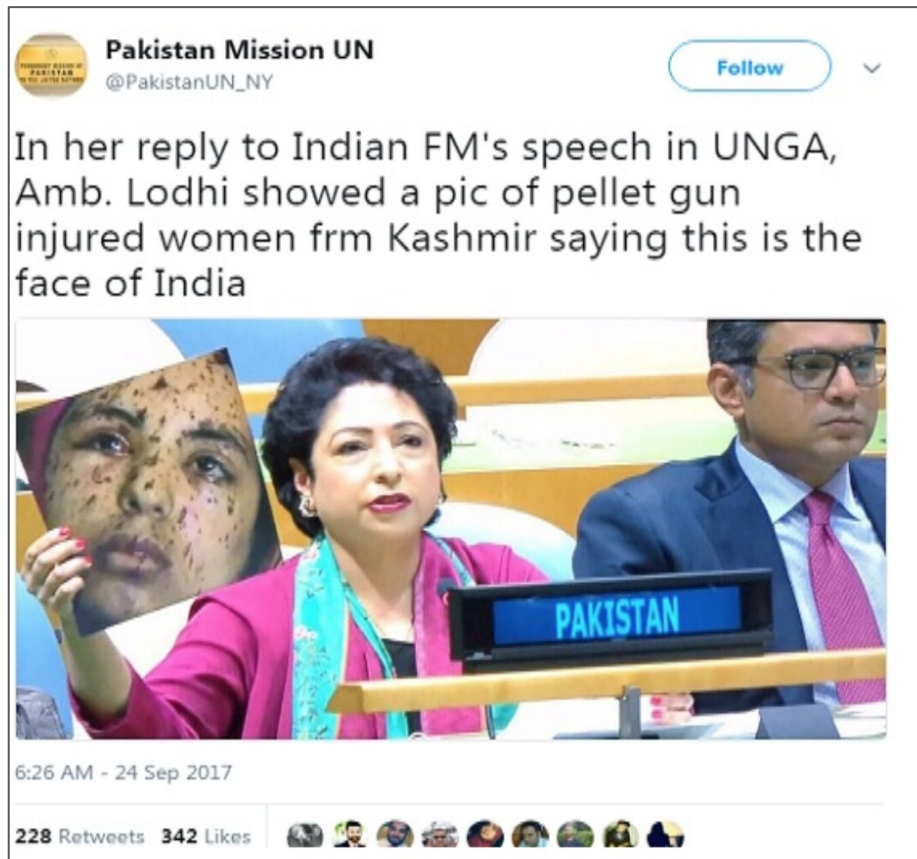 Pakistan Mission UN
@PakistanUN_NY
Follow
In her reply to Indian FM's speech in UNGA,
Amb. Lodhi showed a pic of pellet gun
injured women frm Kashmir saying this is the
face of India
PAKISTAN
6:26 AM - 24 Sep 2017
228 Retweets 342 Likes